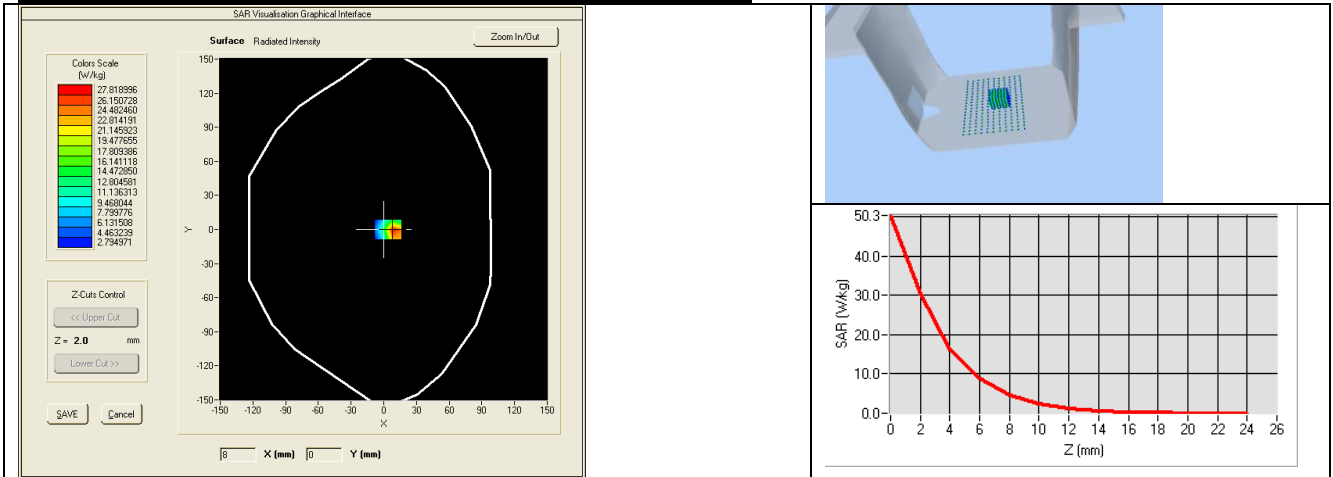 SAR Visualisation Graphical Interface
Surface Radiated Intensity
Zoom In/Out
Colors Scale
(W/kg)
27.818996
26.150728
24.482460
22.814191
21.145923
19.477655
17.809386
16.141118
14.472850
12.804581
11.136313
9.468044
7.799776
6.131508
4.463239
2.794971
Z-Cuts Control
<< Upper Cut
Z = 2.0 mm
Lower Cut >>
SAVE Cancel
150
120
90
60
30
Y 0
-30
-60
-90
-120
-150
-150 -120 -90 -60 -30 0 30 60 90 120 150
X
8 X (mm) 0 Y (mm)
50.3
40.0
30.0
20.0
10.0
0.0
SAR (W/kg)
0 2 4 6 8 10 12 14 16 18 20 22 24 26
Z (mm)